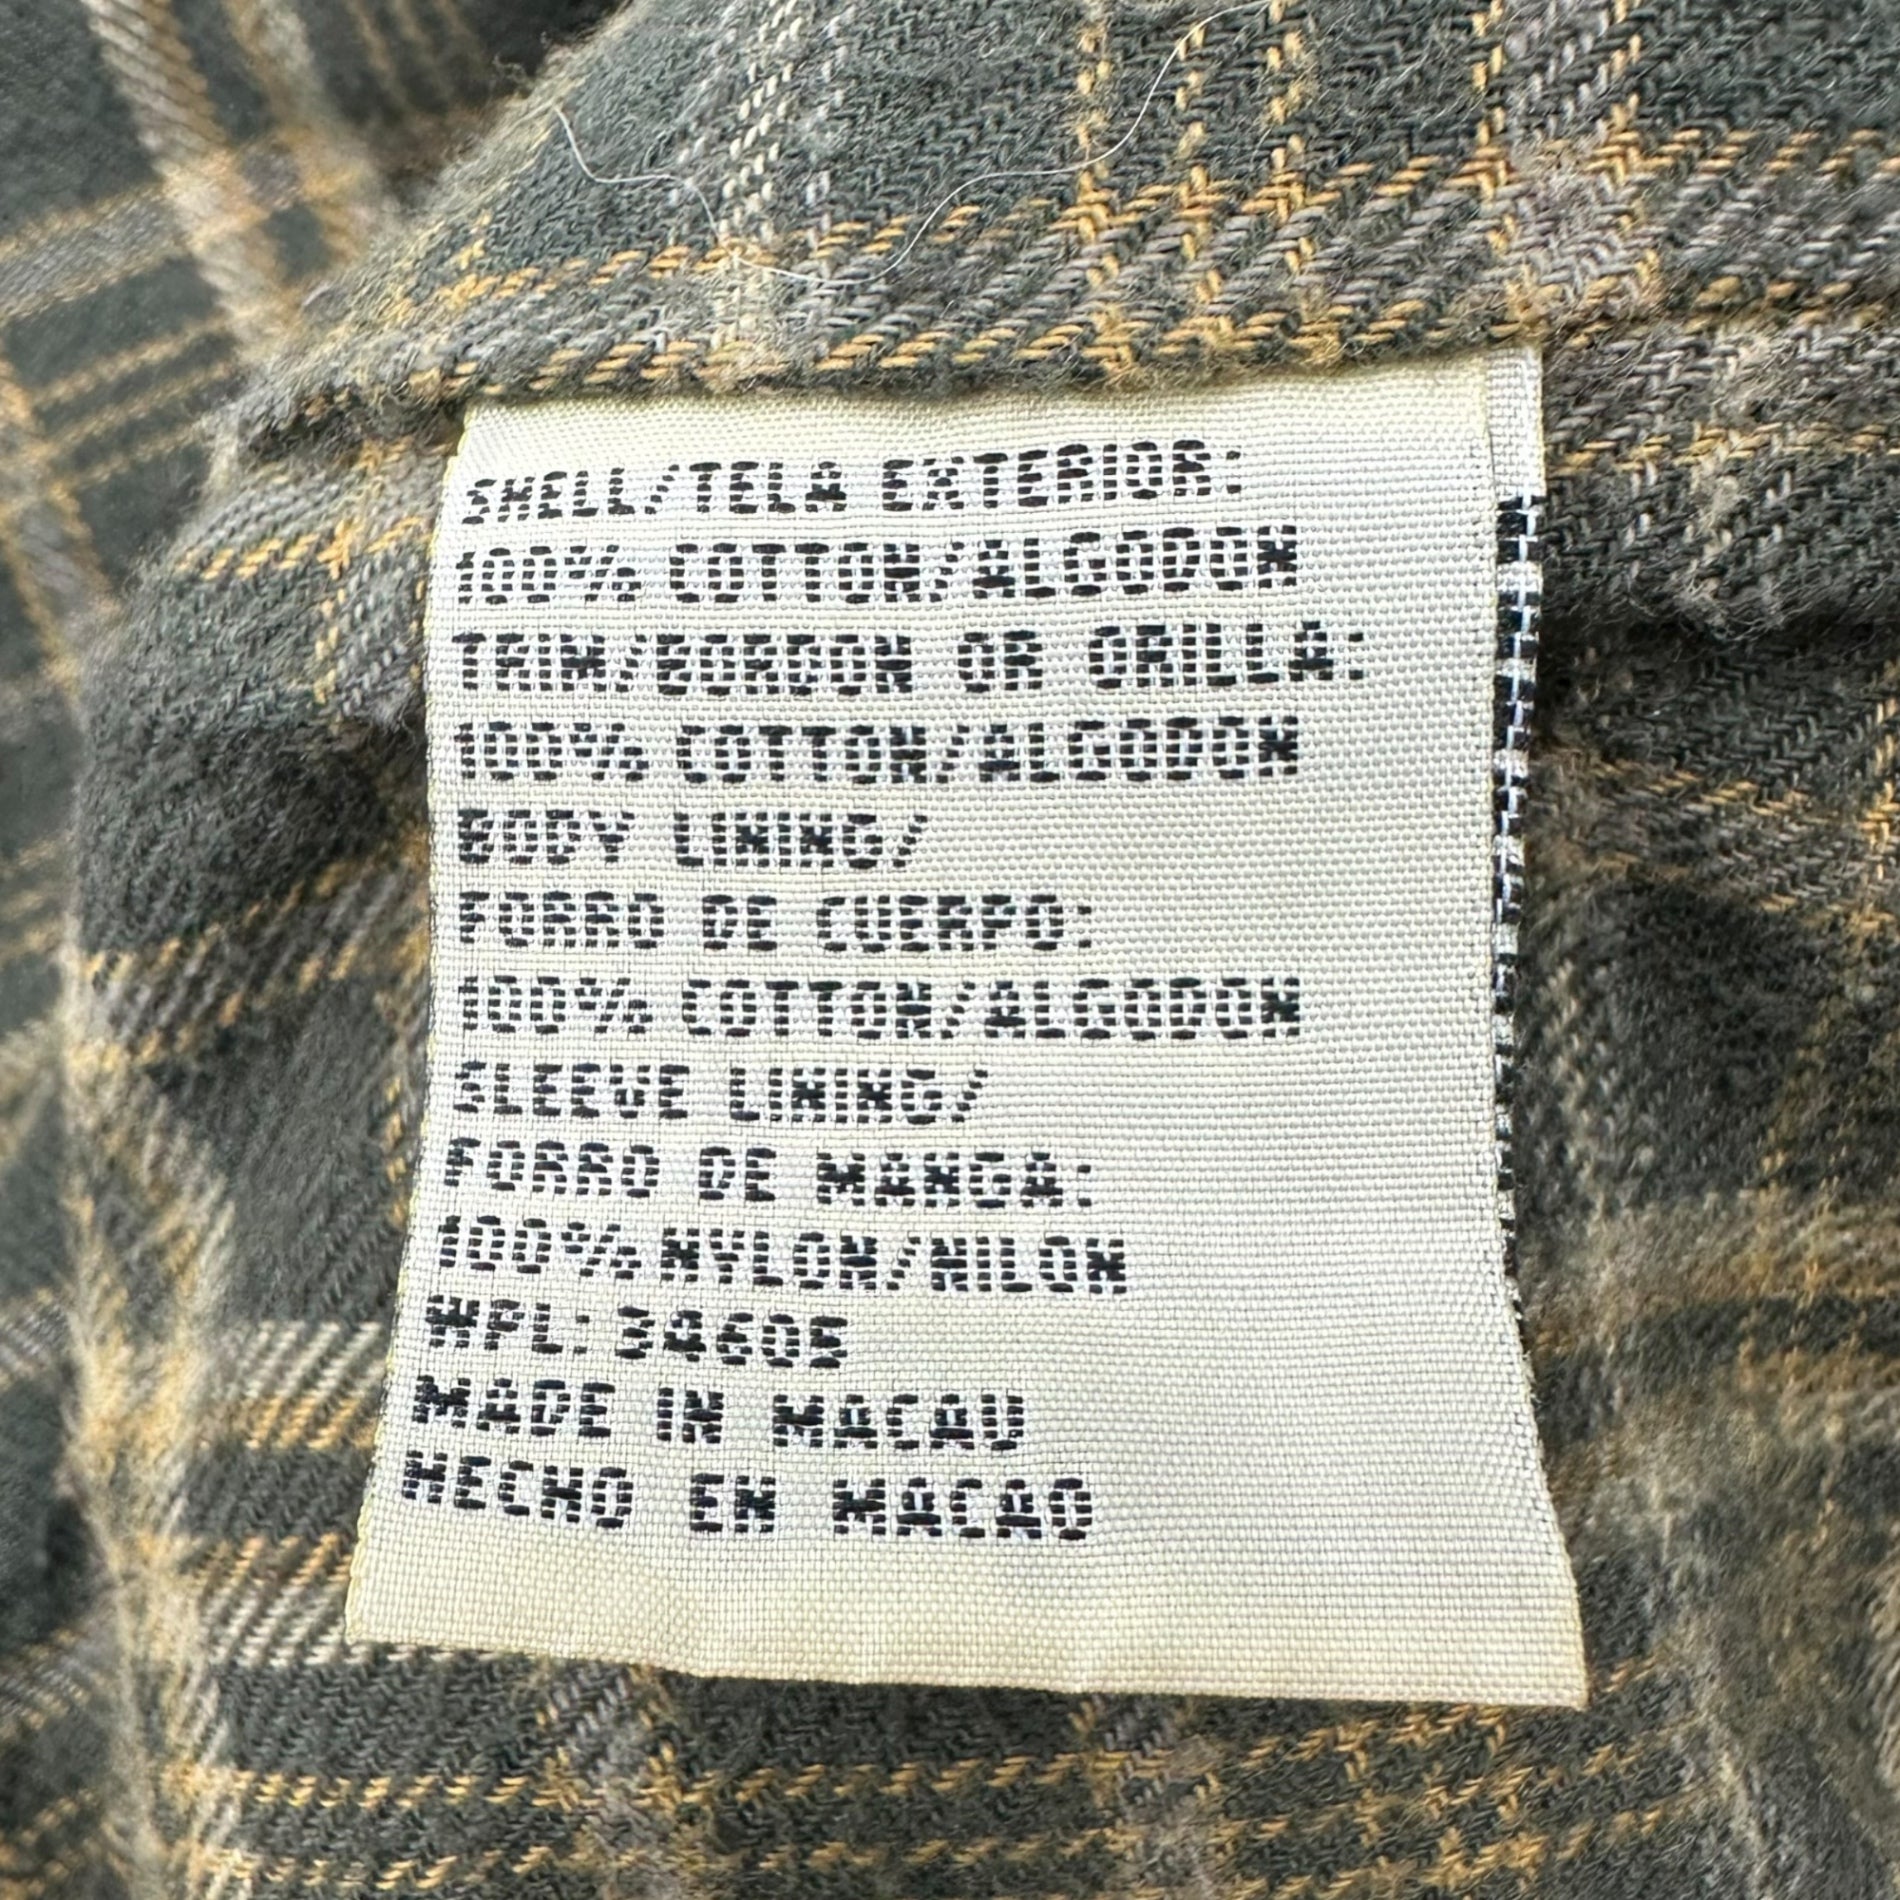 SHELL/TELA EXTERIOR:
100% COTTON/ALGODON
TRIM/BORDON OR ORILLA:
100% COTTON/ALGODON
BODY LINING/
FORRO DE CUERPO:
100% COTTON/ALGODON
SLEEVE LINING/
FORRO DE MANGA:
100% NYLON/NILON
WPL: 34605
MADE IN MACAU
HECHO EN MACAO